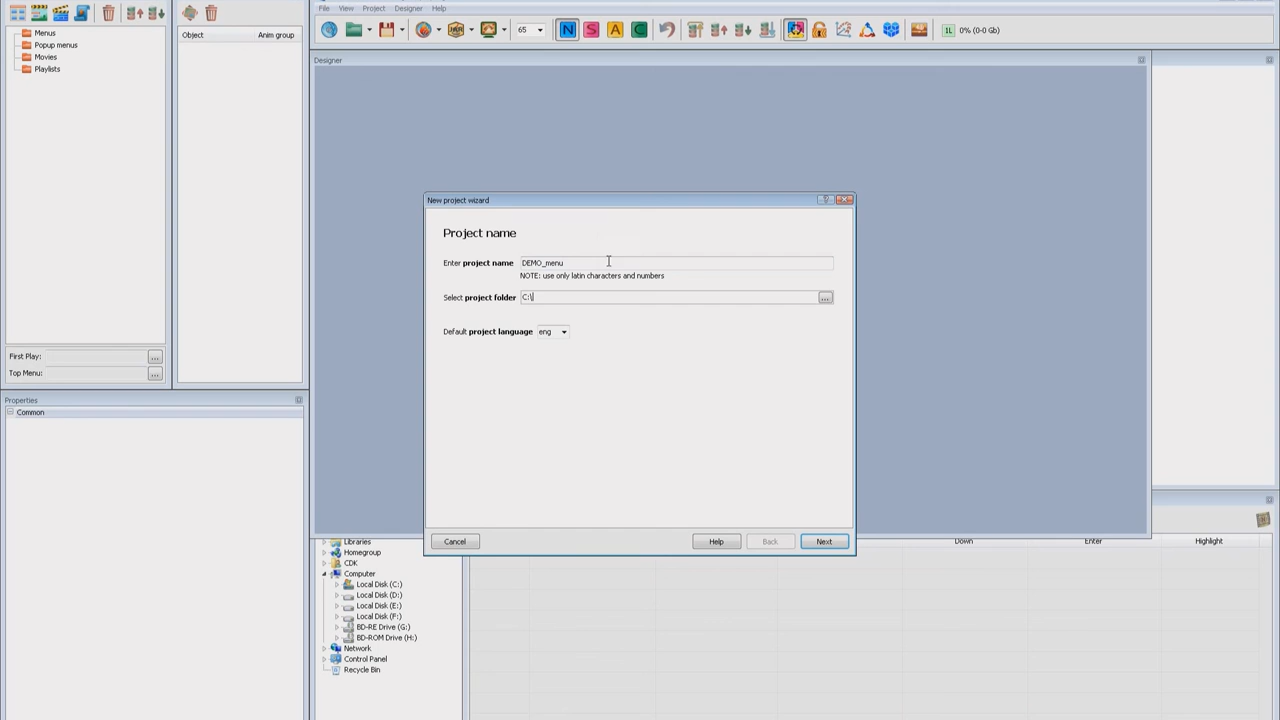 File View Project Designer Help
65
N S A C
1L 0% (0-0 Gb)
Menus
Popup menus
Movies
Playlists
Object Anim group
Designer
First Play: ...
Top Menu: ...
Properties
Common
New project wizard
Project name
Enter project name DEMO_menu
NOTE: use only latin characters and numbers
Select project folder C:\ ...
Default project language eng
Cancel Help Back Next
Libraries
Homegroup
CDK
Computer
Local Disk (C:)
Local Disk (D:)
Local Disk (E:)
Local Disk (F:)
BD-RE Drive (G:)
BD-ROM Drive (H:)
Network
Control Panel
Recycle Bin
Down Enter Highlight